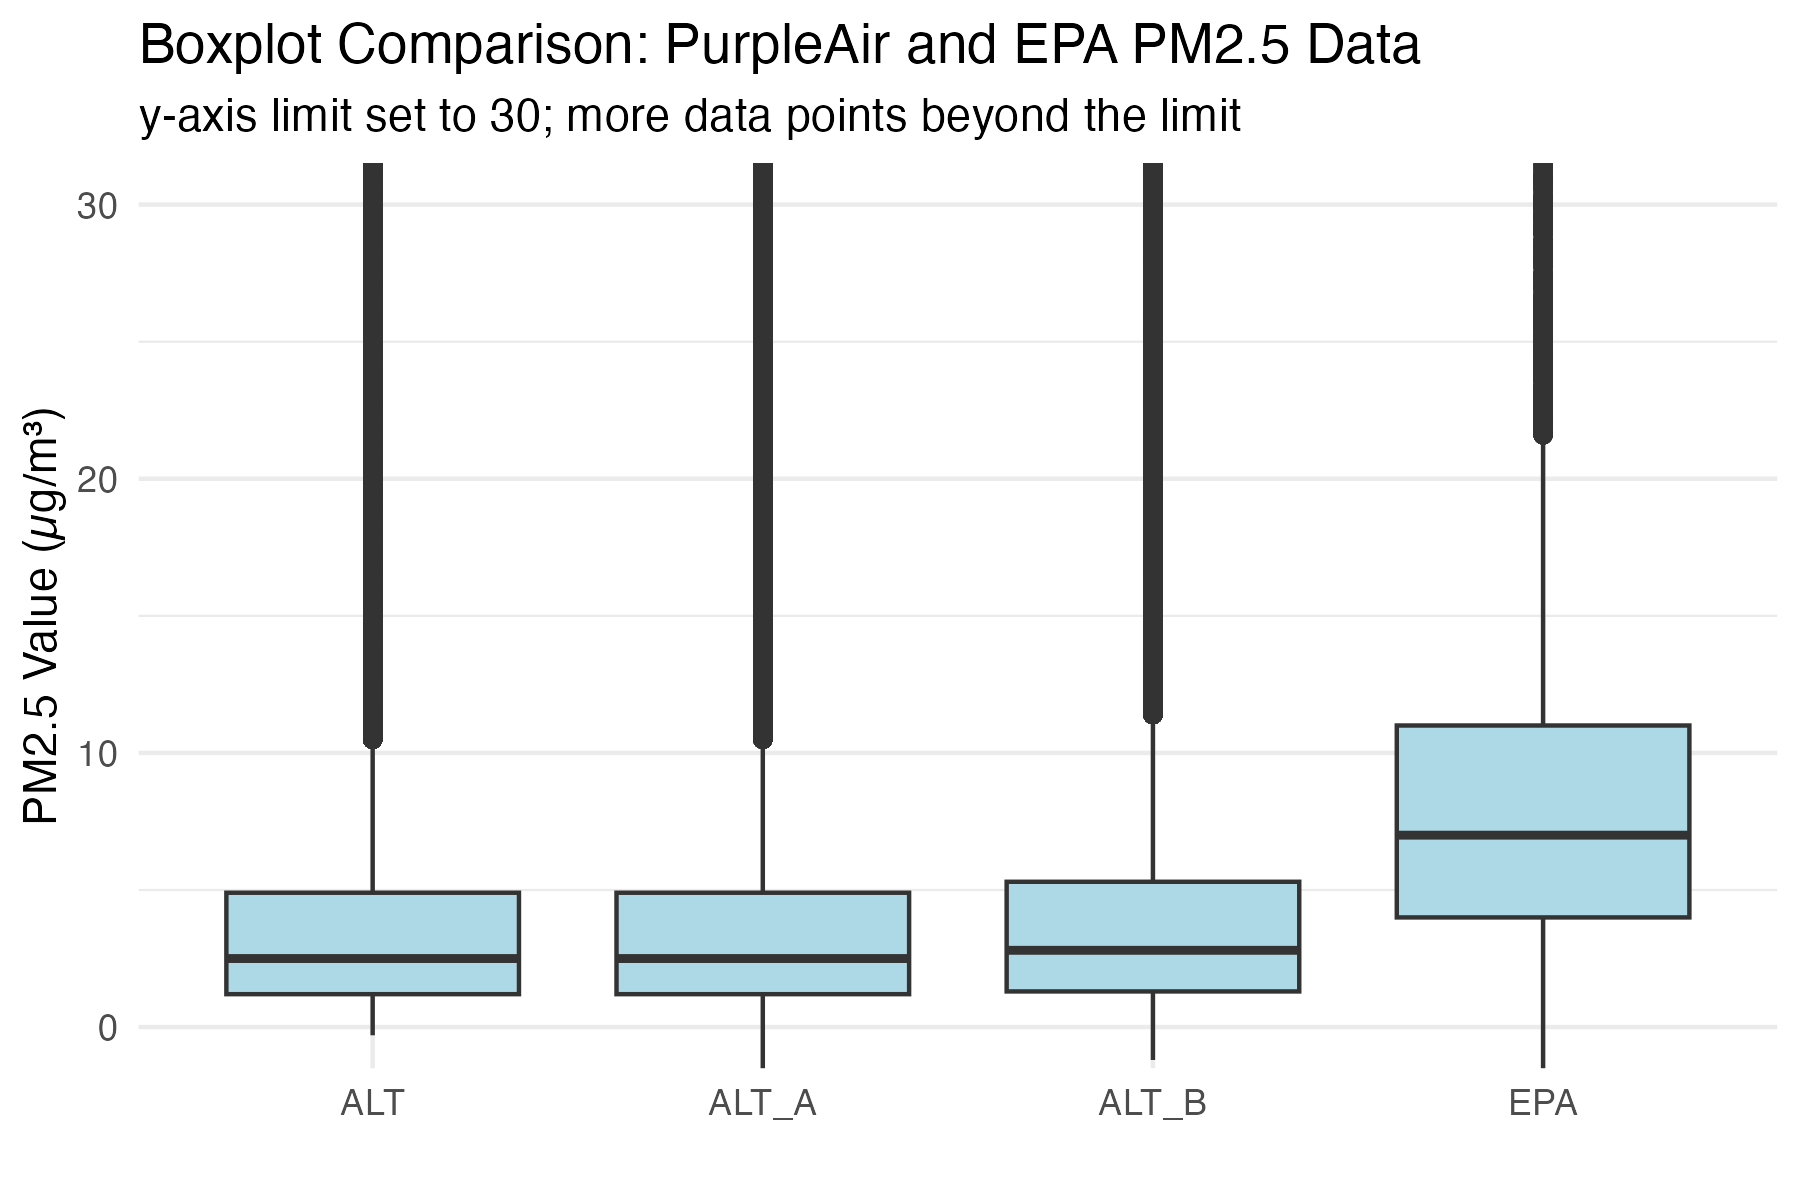 Boxplot Comparison: PurpleAir and EPA PM2.5 Data
y-axis limit set to 30; more data points beyond the limit
PM2.5 Value (µg/m³)
30
20
10
0
ALT
ALT_A
ALT_B
EPA